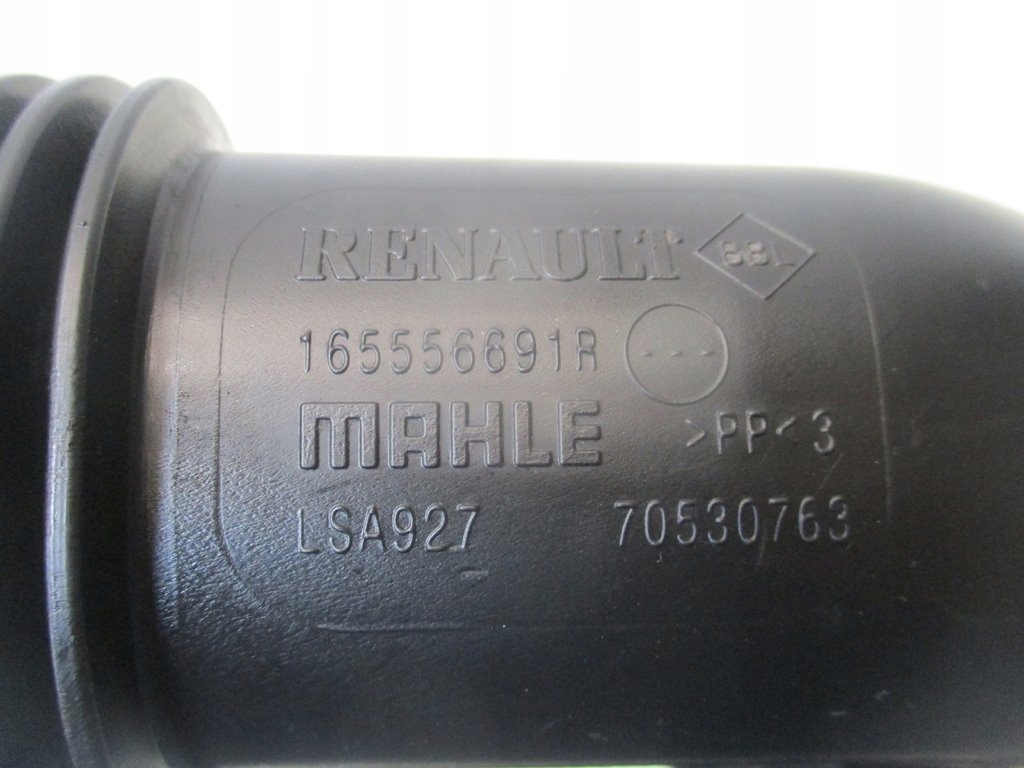 RENAULT
165556691R
MAHLE >PP< 3
LSA927 70530763